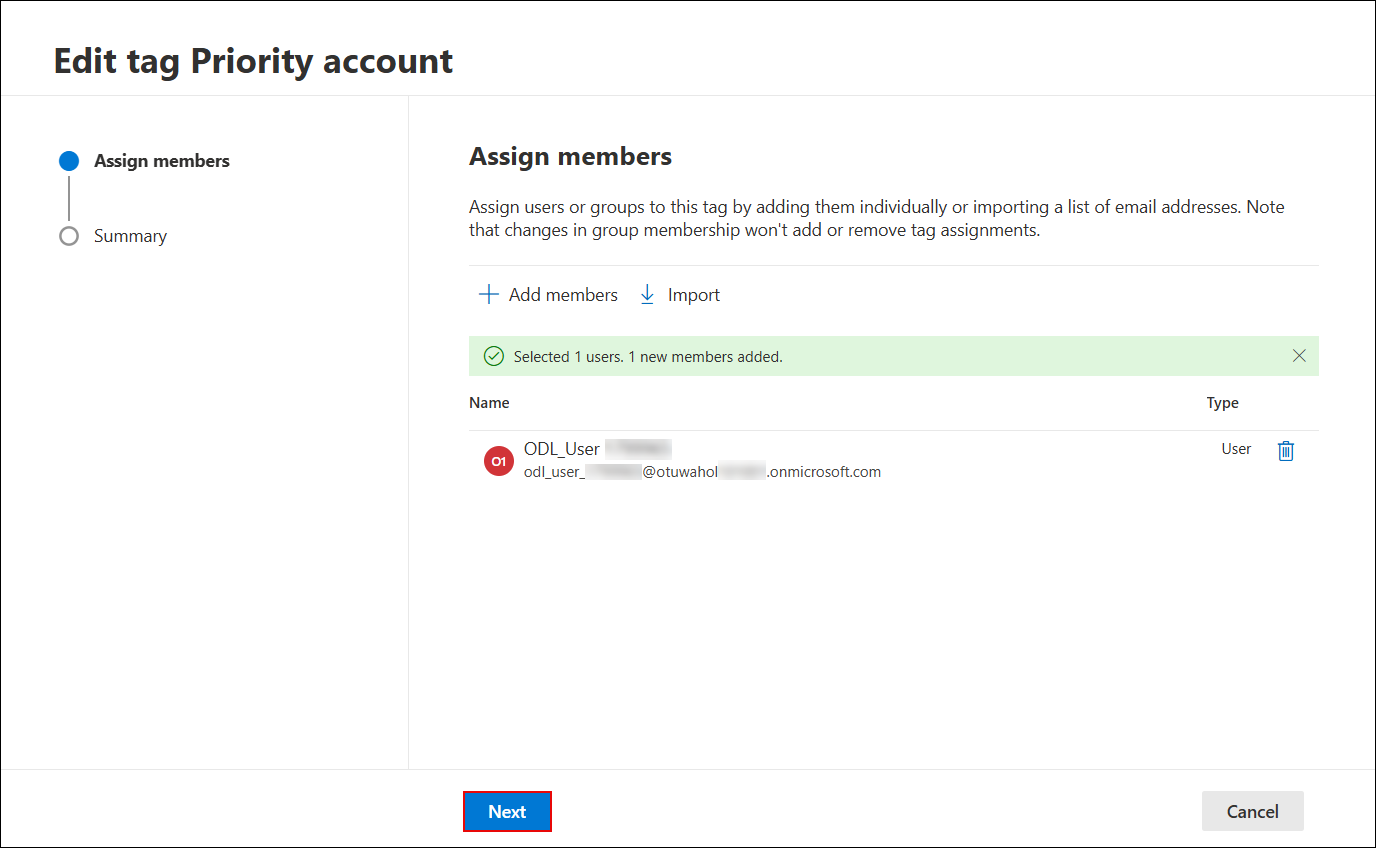 Edit tag Priority account
Assign members
Summary
Assign members
Assign users or groups to this tag by adding them individually or importing a list of email addresses. Note
that changes in group membership won't add or remove tag assignments.
Add members
Import
Selected 1 users. 1 new members added.
Name
Type
O1
ODL_User
User
odl_user_ @otuwahol .onmicrosoft.com
Next
Cancel